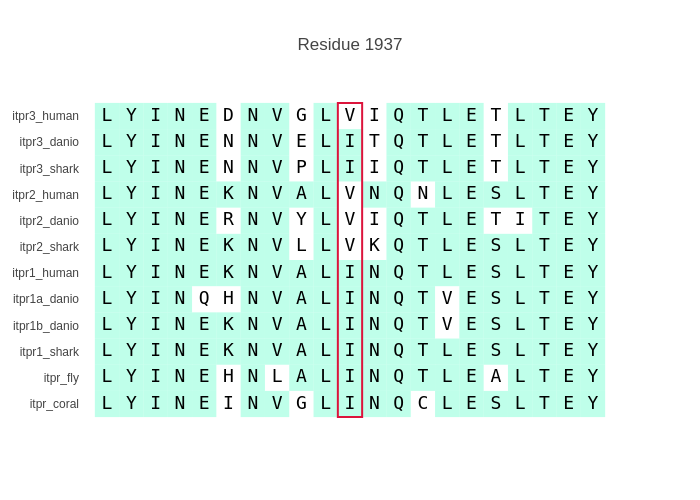 Residue 1937
itpr3_human L Y I N E D N V G L V I Q T L E T L T E Y
itpr3_danio L Y I N E N N V E L I T Q T L E T L T E Y
itpr3_shark L Y I N E N N V P L I I Q T L E T L T E Y
itpr2_human L Y I N E K N V A L V N Q N L E S L T E Y
itpr2_danio L Y I N E R N V Y L V I Q T L E T I T E Y
itpr2_shark L Y I N E K N V L L V K Q T L E S L T E Y
itpr1_human L Y I N E K N V A L I N Q T L E S L T E Y
itpr1a_danio L Y I N Q H N V A L I N Q T V E S L T E Y
itpr1b_danio L Y I N E K N V A L I N Q T V E S L T E Y
itpr1_shark L Y I N E K N V A L I N Q T L E S L T E Y
itpr_fly L Y I N E H N L A L I N Q T L E A L T E Y
itpr_coral L Y I N E I N V G L I N Q C L E S L T E Y